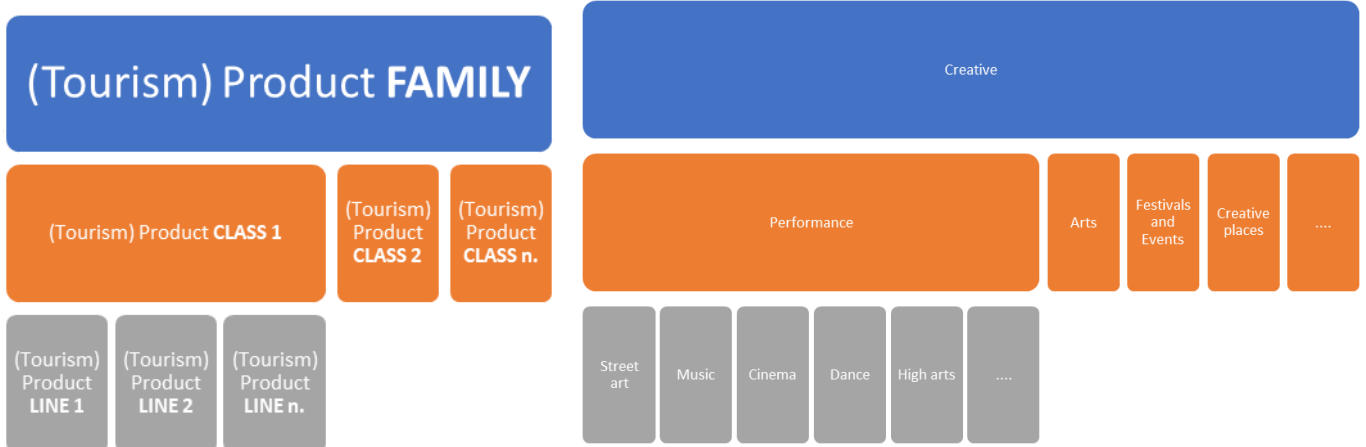 (Tourism) Product FAMILY
(Tourism) Product CLASS 1
(Tourism)
Product
CLASS 2
(Tourism)
Product
CLASS n.
(Tourism)
Product
LINE 1
(Tourism)
Product
LINE 2
(Tourism)
Product
LINE n.
Creative
Performance
Arts
Festivals
and
Events
Creative
places
....
Street
art
Music
Cinema
Dance
High arts
....